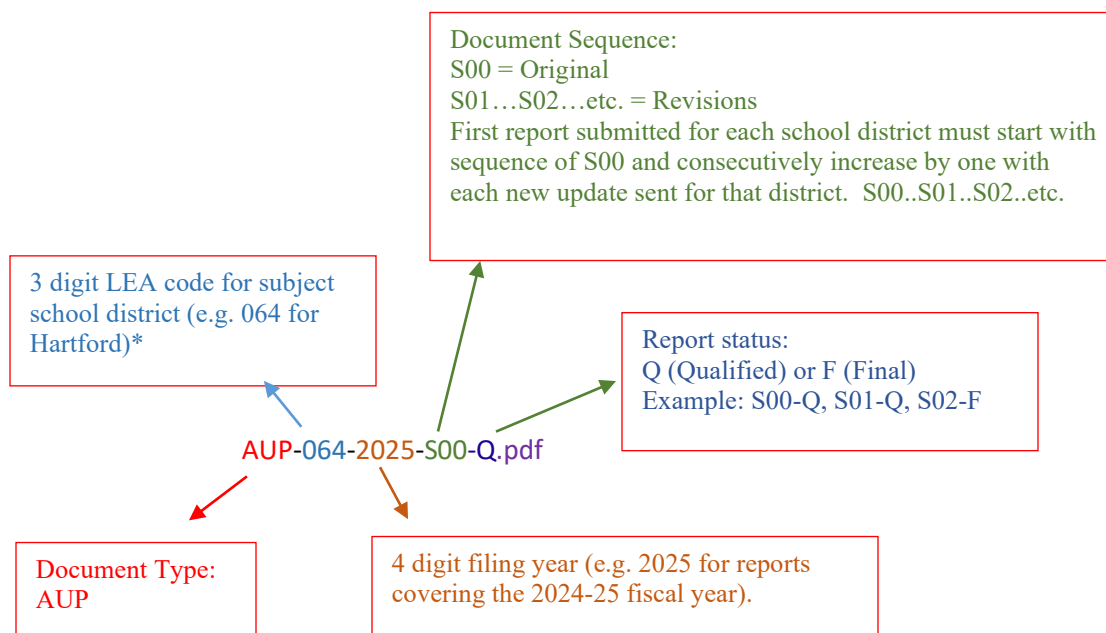 Document Sequence:
S00 = Original
S01…S02…etc. = Revisions
First report submitted for each school district must start with
sequence of S00 and consecutively increase by one with
each new update sent for that district.  S00..S01..S02..etc.
3 digit LEA code for subject
school district (e.g. 064 for
Hartford)*
Report status:
Q (Qualified) or F (Final)
Example: S00-Q, S01-Q, S02-F
AUP-064-2025-S00-Q.pdf
Document Type:
AUP
4 digit filing year (e.g. 2025 for reports
covering the 2024-25 fiscal year).